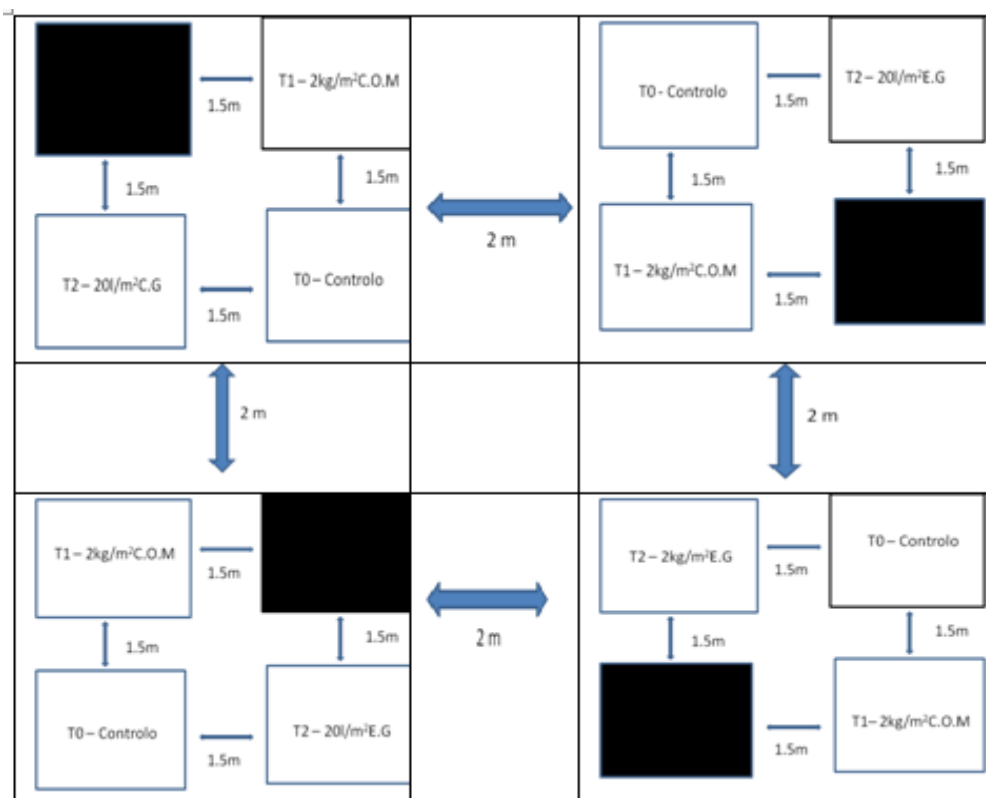 T1 – 2kg/m²C.O.M
1.5m
1.5m
1.5m
T2 – 20l/m²C.G
T0 – Controlo
1.5m
2 m
T0 - Controlo
T2 – 20l/m²E.G
1.5m
1.5m
1.5m
T1 – 2kg/m²C.O.M
1.5m
2 m
2 m
T1 – 2kg/m²C.O.M
1.5m
1.5m
1.5m
T0 – Controlo
T2 – 20l/m²E.G
1.5m
2 m
T2 – 2kg/m²E.G
T0 – Controlo
1.5m
1.5m
1.5m
T1 – 2kg/m²C.O.M
1.5m